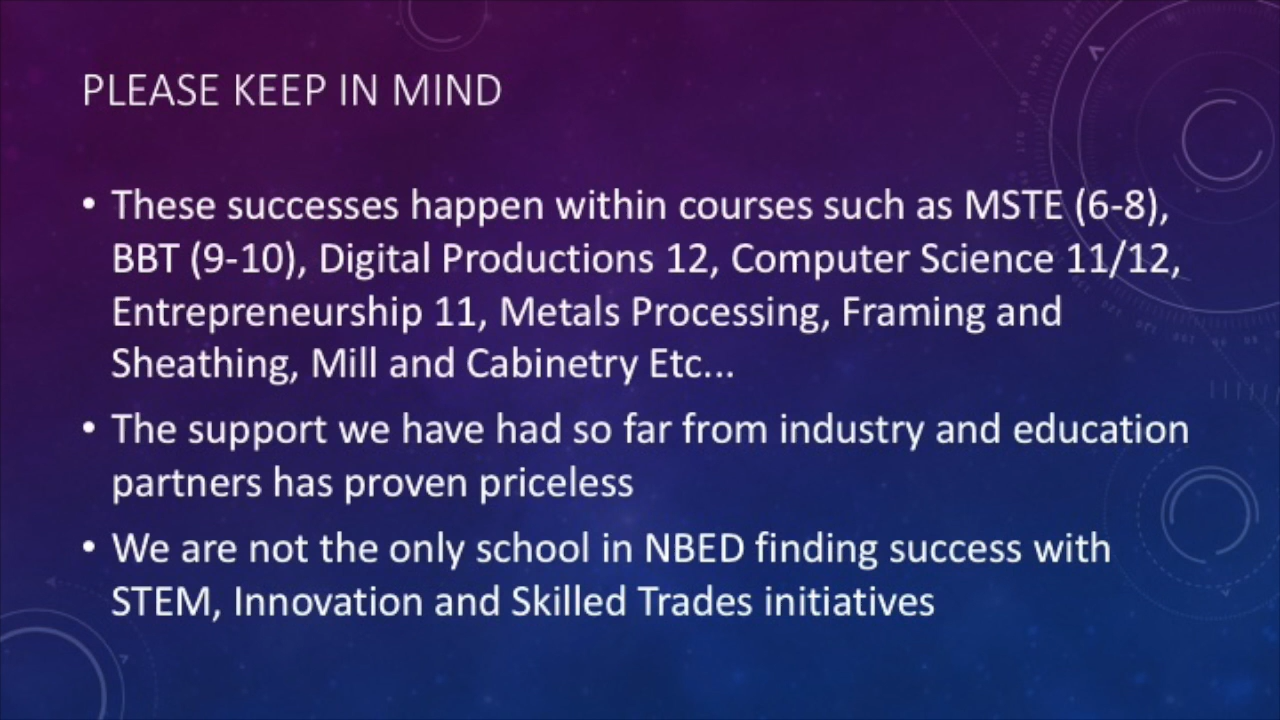 PLEASE KEEP IN MIND
• These successes happen within courses such as MSTE (6-8),
BBT (9-10), Digital Productions 12, Computer Science 11/12,
Entrepreneurship 11, Metals Processing, Framing and
Sheathing, Mill and Cabinetry Etc...
• The support we have had so far from industry and education
partners has proven priceless
• We are not the only school in NBED finding success with
STEM, Innovation and Skilled Trades initiatives